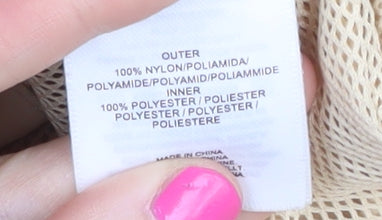 OUTER
100% NYLON/POLIAMIDA/
POLYAMIDE/POLYAMID/POLIAMMIDE
INNER
100% POLYESTER / POLIESTER
POLYESTER / POLYESTER /
POLIESTERE
MADE IN CHINA